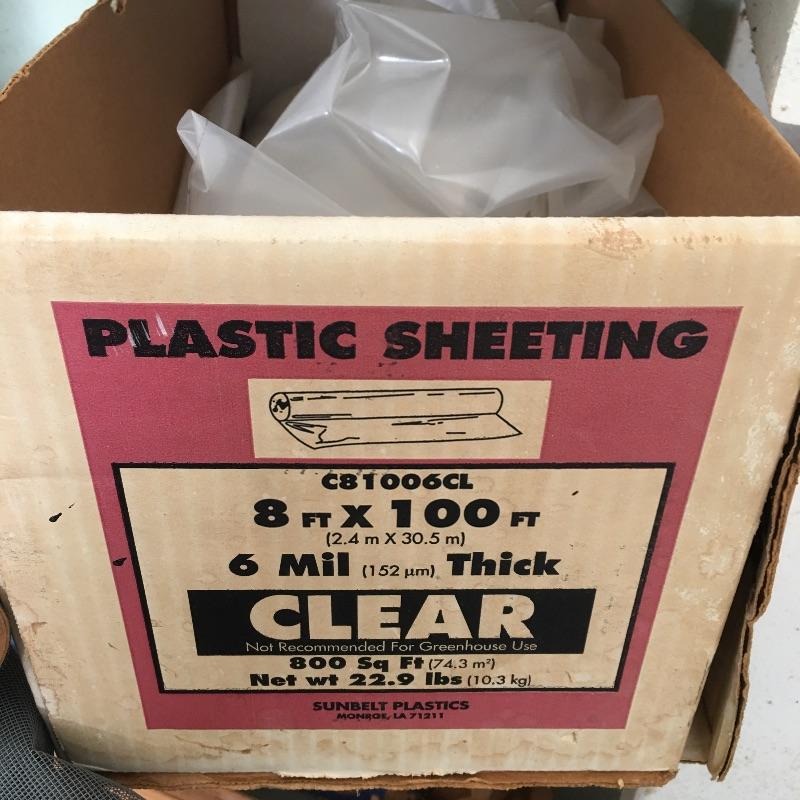 PLASTIC SHEETING
C81006CL
8 FT X 100 FT
(2.4 m X 30.5 m)
6 Mil (152 µm) Thick
CLEAR
Not Recommended For Greenhouse Use
800 Sq Ft (74.3 m²)
Net wt 22.9 lbs (10.3 kg)
SUNBELT PLASTICS
MONROE, LA 71211